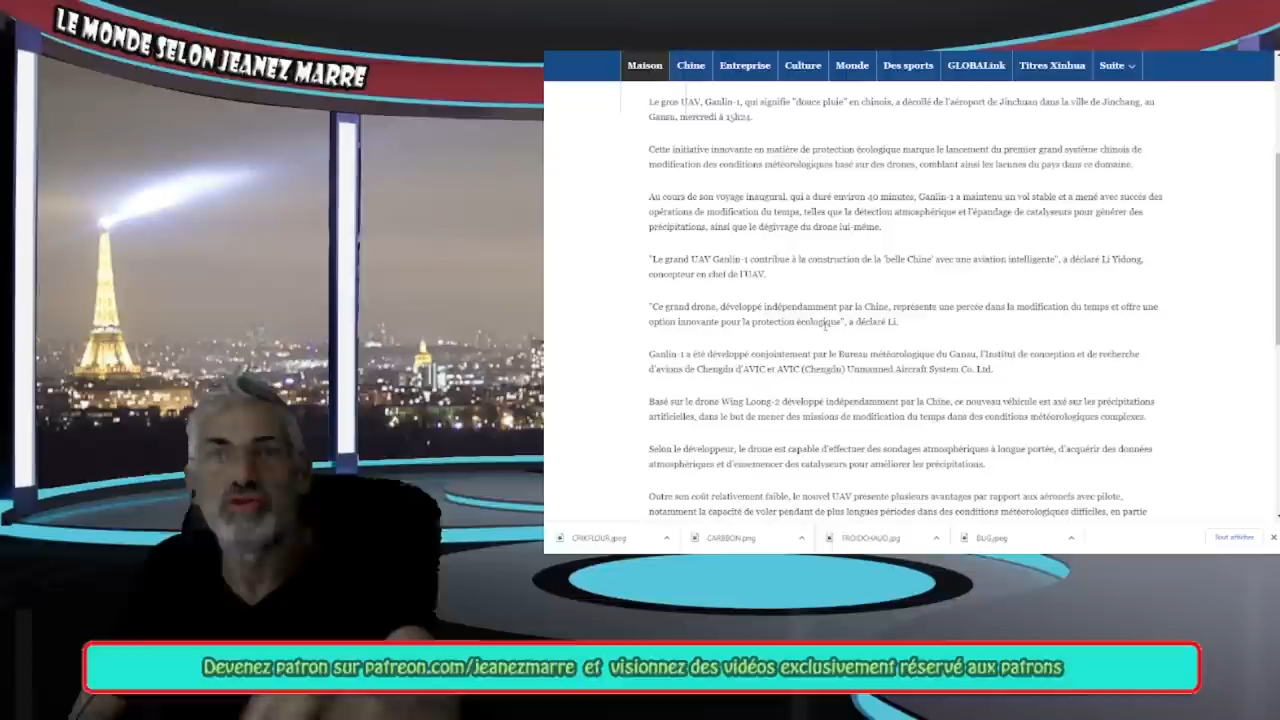 LE MONDE SELON JEANEZ MARRE
Maison Chine Entreprise Culture Monde Des sports GLOBALink Titres Xinhua Suite
Le gros UAV, Ganlin-1, qui signifie "douce pluie" en chinois, a décollé de l'aéroport de Jinchuan dans la ville de Jinchang, au
Gansu, mercredi à 15h24.
Cette initiative innovante en matière de protection écologique marque le lancement du premier grand système chinois de
modification des conditions météorologiques basé sur des drones, comblant ainsi les lacunes du pays dans ce domaine.
Au cours de son voyage inaugural, qui a duré environ 40 minutes, Ganlin-1 a maintenu un vol stable et a mené avec succès des
opérations de modification du temps, telles que la détection atmosphérique et l'épandage de catalyseurs pour générer des
précipitations, ainsi que le dégivrage du drone lui-même.
"Le grand UAV Ganlin-1 contribue à la construction de la 'belle Chine' avec une aviation intelligente", a déclaré Li Yidong,
concepteur en chef de l'UAV.
"Ce grand drone, développé indépendamment par la Chine, représente une percée dans la modification du temps et offre une
option innovante pour la protection écologique", a déclaré Li.
Ganlin-1 a été développé conjointement par le Bureau météorologique du Gansu, l'Institut de conception et de recherche
d'avions de Chengdu d'AVIC et AVIC (Chengdu) Unmanned Aircraft System Co. Ltd.
Basé sur le drone Wing Loong-2 développé indépendamment par la Chine, ce nouveau véhicule est axé sur les précipitations
artificielles, dans le but de mener des missions de modification du temps dans des conditions météorologiques complexes.
Selon le développeur, le drone est capable d'effectuer des sondages atmosphériques à longue portée, d'acquérir des données
atmosphériques et d'ensemencer des catalyseurs pour améliorer les précipitations.
Outre son coût relativement faible, le nouvel UAV présente plusieurs avantages par rapport aux aéronefs avec pilote,
notamment la capacité de voler pendant de plus longues périodes dans des conditions météorologiques difficiles, en partie
CRIKFLOUR.jpeg CARBBON.png FROIDCHAUD.jpg BUG.jpeg Tout afficher
Devenez patron sur patreon.com/jeanezmarre et visionnez des vidéos exclusivement réservé aux patrons